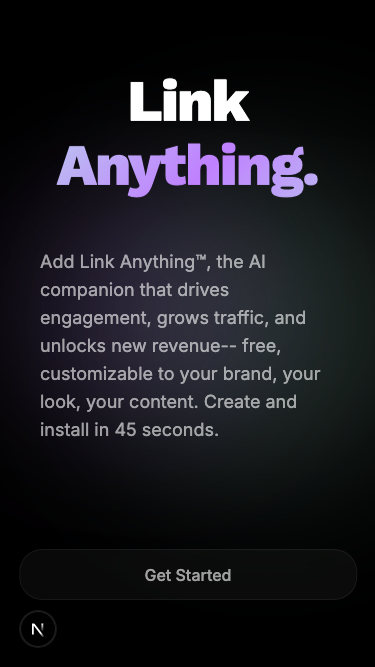 Link
Anything.
Add Link Anything™, the AI
companion that drives
engagement, grows traffic, and
unlocks new revenue-- free,
customizable to your brand, your
look, your content. Create and
install in 45 seconds.
Get Started
N